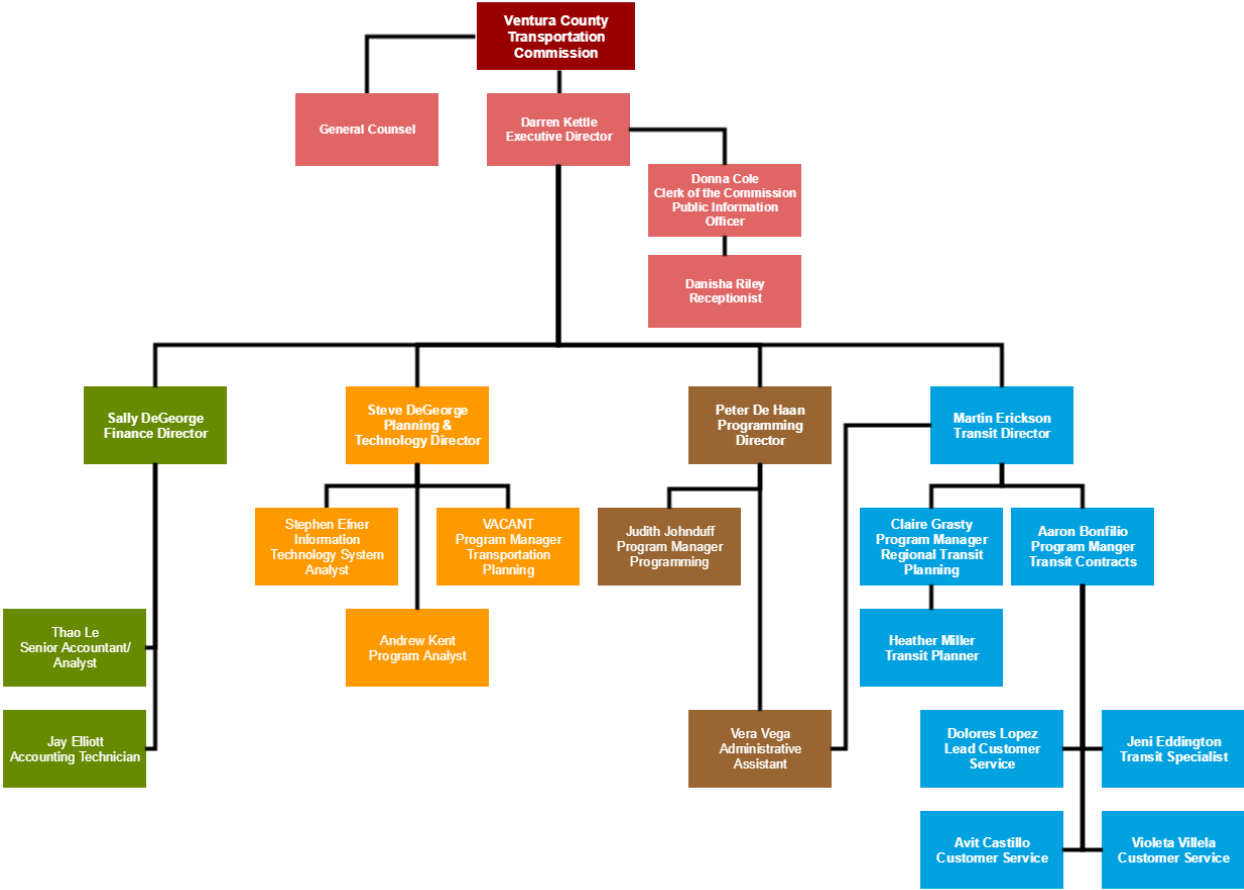 Ventura County
Transportation
Commission
General Counsel
Darren Kettle
Executive Director
Donna Cole
Clerk of the Commission
Public Information
Officer
Danisha Riley
Receptionist
Sally DeGeorge
Finance Director
Steve DeGeorge
Planning &
Technology Director
Peter De Haan
Programming
Director
Martin Erickson
Transit Director
Stephen Efner
Information
Technology System
Analyst
VACANT
Program Manager
Transportation
Planning
Judith Johnduff
Program Manager
Programming
Claire Grasty
Program Manager
Regional Transit
Planning
Aaron Bonfilio
Program Manger
Transit Contracts
Thao Le
Senior Accountant/
Analyst
Andrew Kent
Program Analyst
Heather Miller
Transit Planner
Jay Elliott
Accounting Technician
Vera Vega
Administrative
Assistant
Dolores Lopez
Lead Customer
Service
Jeni Eddington
Transit Specialist
Avit Castillo
Customer Service
Violeta Villela
Customer Service